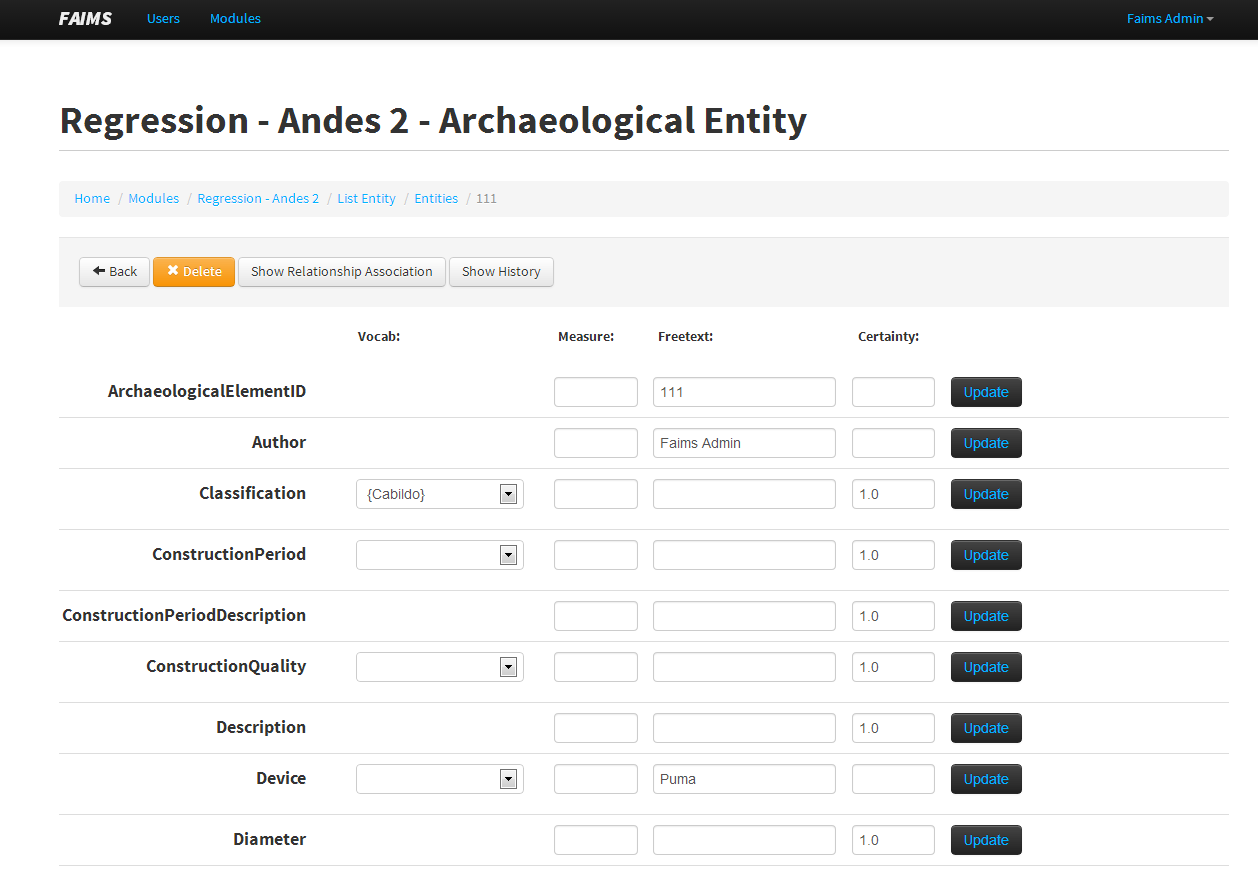 FAIMS Users Modules Faims Admin
Regression - Andes 2 - Archaeological Entity
Home / Modules / Regression - Andes 2 / List Entity / Entities / 111
Back Delete Show Relationship Association Show History
Vocab: Measure: Freetext: Certainty:
ArchaeologicalElementID 111 Update
Author Faims Admin Update
Classification {Cabildo} 1.0 Update
ConstructionPeriod 1.0 Update
ConstructionPeriodDescription 1.0 Update
ConstructionQuality 1.0 Update
Description 1.0 Update
Device Puma Update
Diameter 1.0 Update